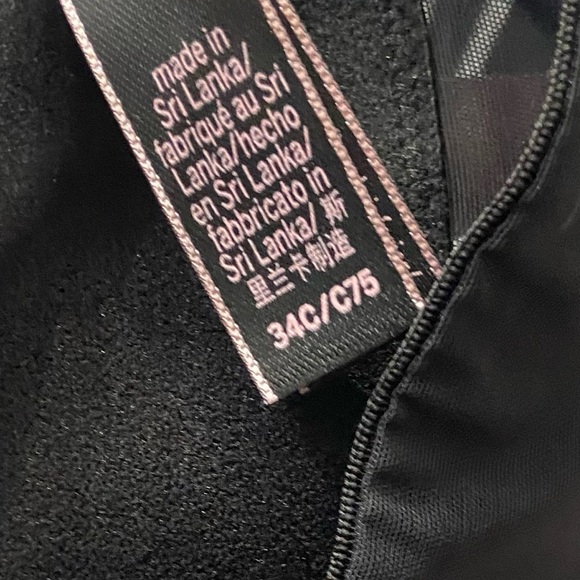 made in
Sri Lanka/
fabriqué au Sri
Lanka/hecho
en Sri Lanka/
fabbricato in
Sri Lanka/ 斯
里兰卡制造
34C/C75